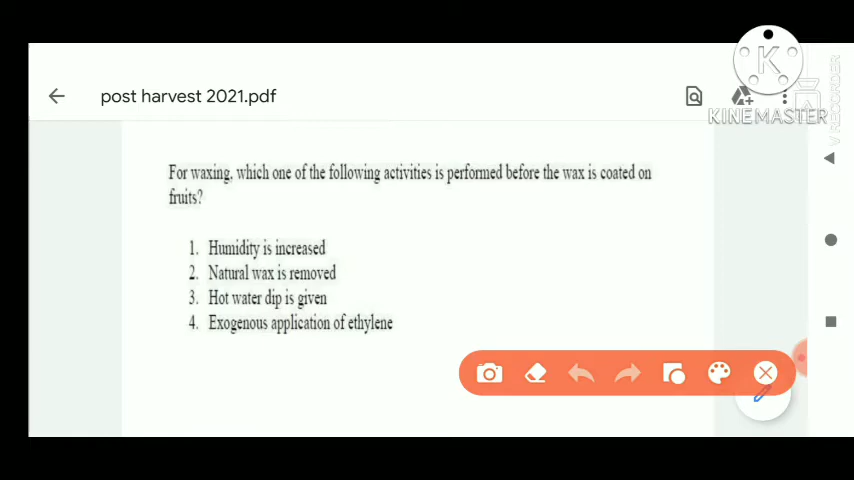 post harvest 2021.pdf
K
KINEMASTER
V RECORDER
For waxing, which one of the following activities is performed before the wax is coated on
fruits?
1. Humidity is increased
2. Natural wax is removed
3. Hot water dip is given
4. Exogenous application of ethylene